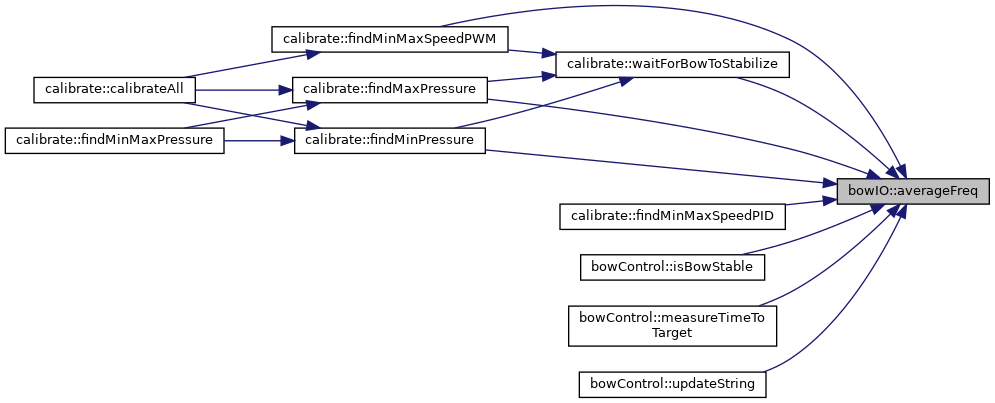 calibrate::findMinMaxSpeedPWM
calibrate::waitForBowToStabilize
calibrate::calibrateAll
calibrate::findMaxPressure
calibrate::findMinMaxPressure
calibrate::findMinPressure
bowIO::averageFreq
calibrate::findMinMaxSpeedPID
bowControl::isBowStable
bowControl::measureTimeTo
Target
bowControl::updateString